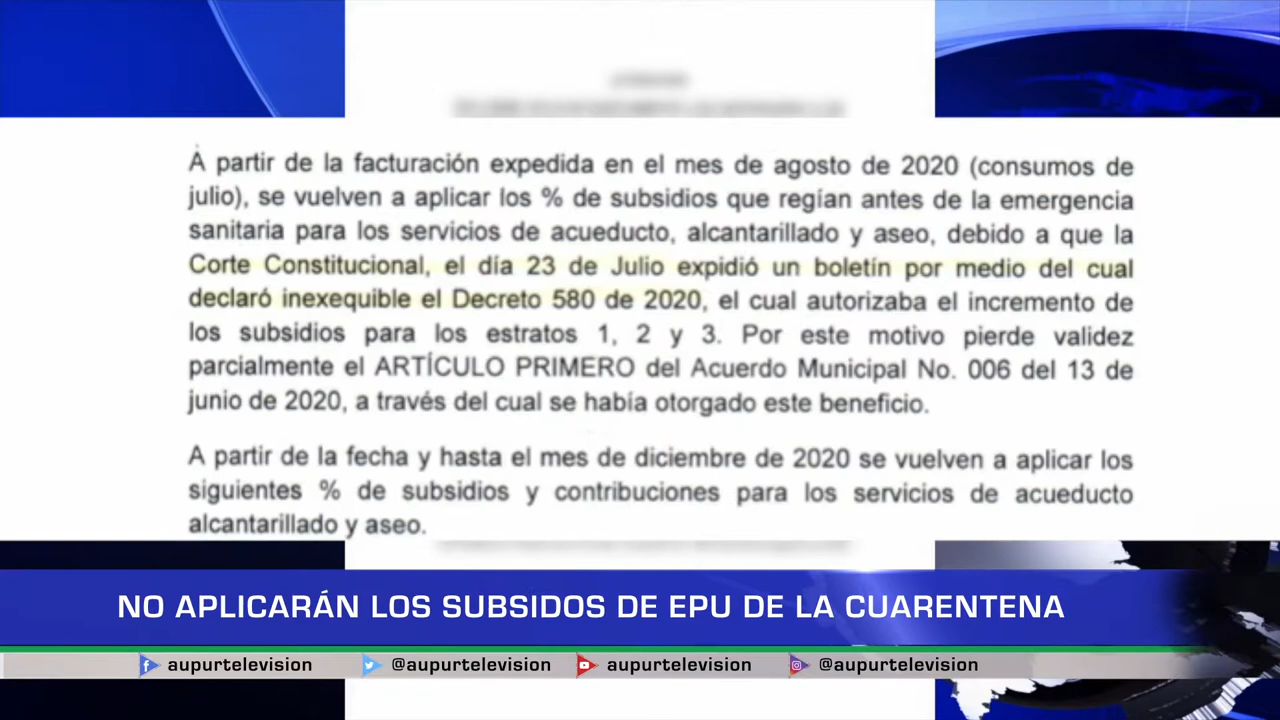 A partir de la facturación expedida en el mes de agosto de 2020 (consumos de
julio), se vuelven a aplicar los % de subsidios que regían antes de la emergencia
sanitaria para los servicios de acueducto, alcantarillado y aseo, debido a que la
Corte Constitucional, el día 23 de Julio expidió un boletín por medio del cual
declaró inexequible el Decreto 580 de 2020, el cual autorizaba el incremento de
los subsidios para los estratos 1, 2 y 3. Por este motivo pierde validez
parcialmente el ARTÍCULO PRIMERO del Acuerdo Municipal No. 006 del 13 de
junio de 2020, a través del cual se había otorgado este beneficio.
A partir de la fecha y hasta el mes de diciembre de 2020 se vuelven a aplicar los
siguientes % de subsidios y contribuciones para los servicios de acueducto
alcantarillado y aseo.
NO APLICARÁN LOS SUBSIDOS DE EPU DE LA CUARENTENA
aupurtelevision @aupurtelevision aupurtelevision @aupurtelevision